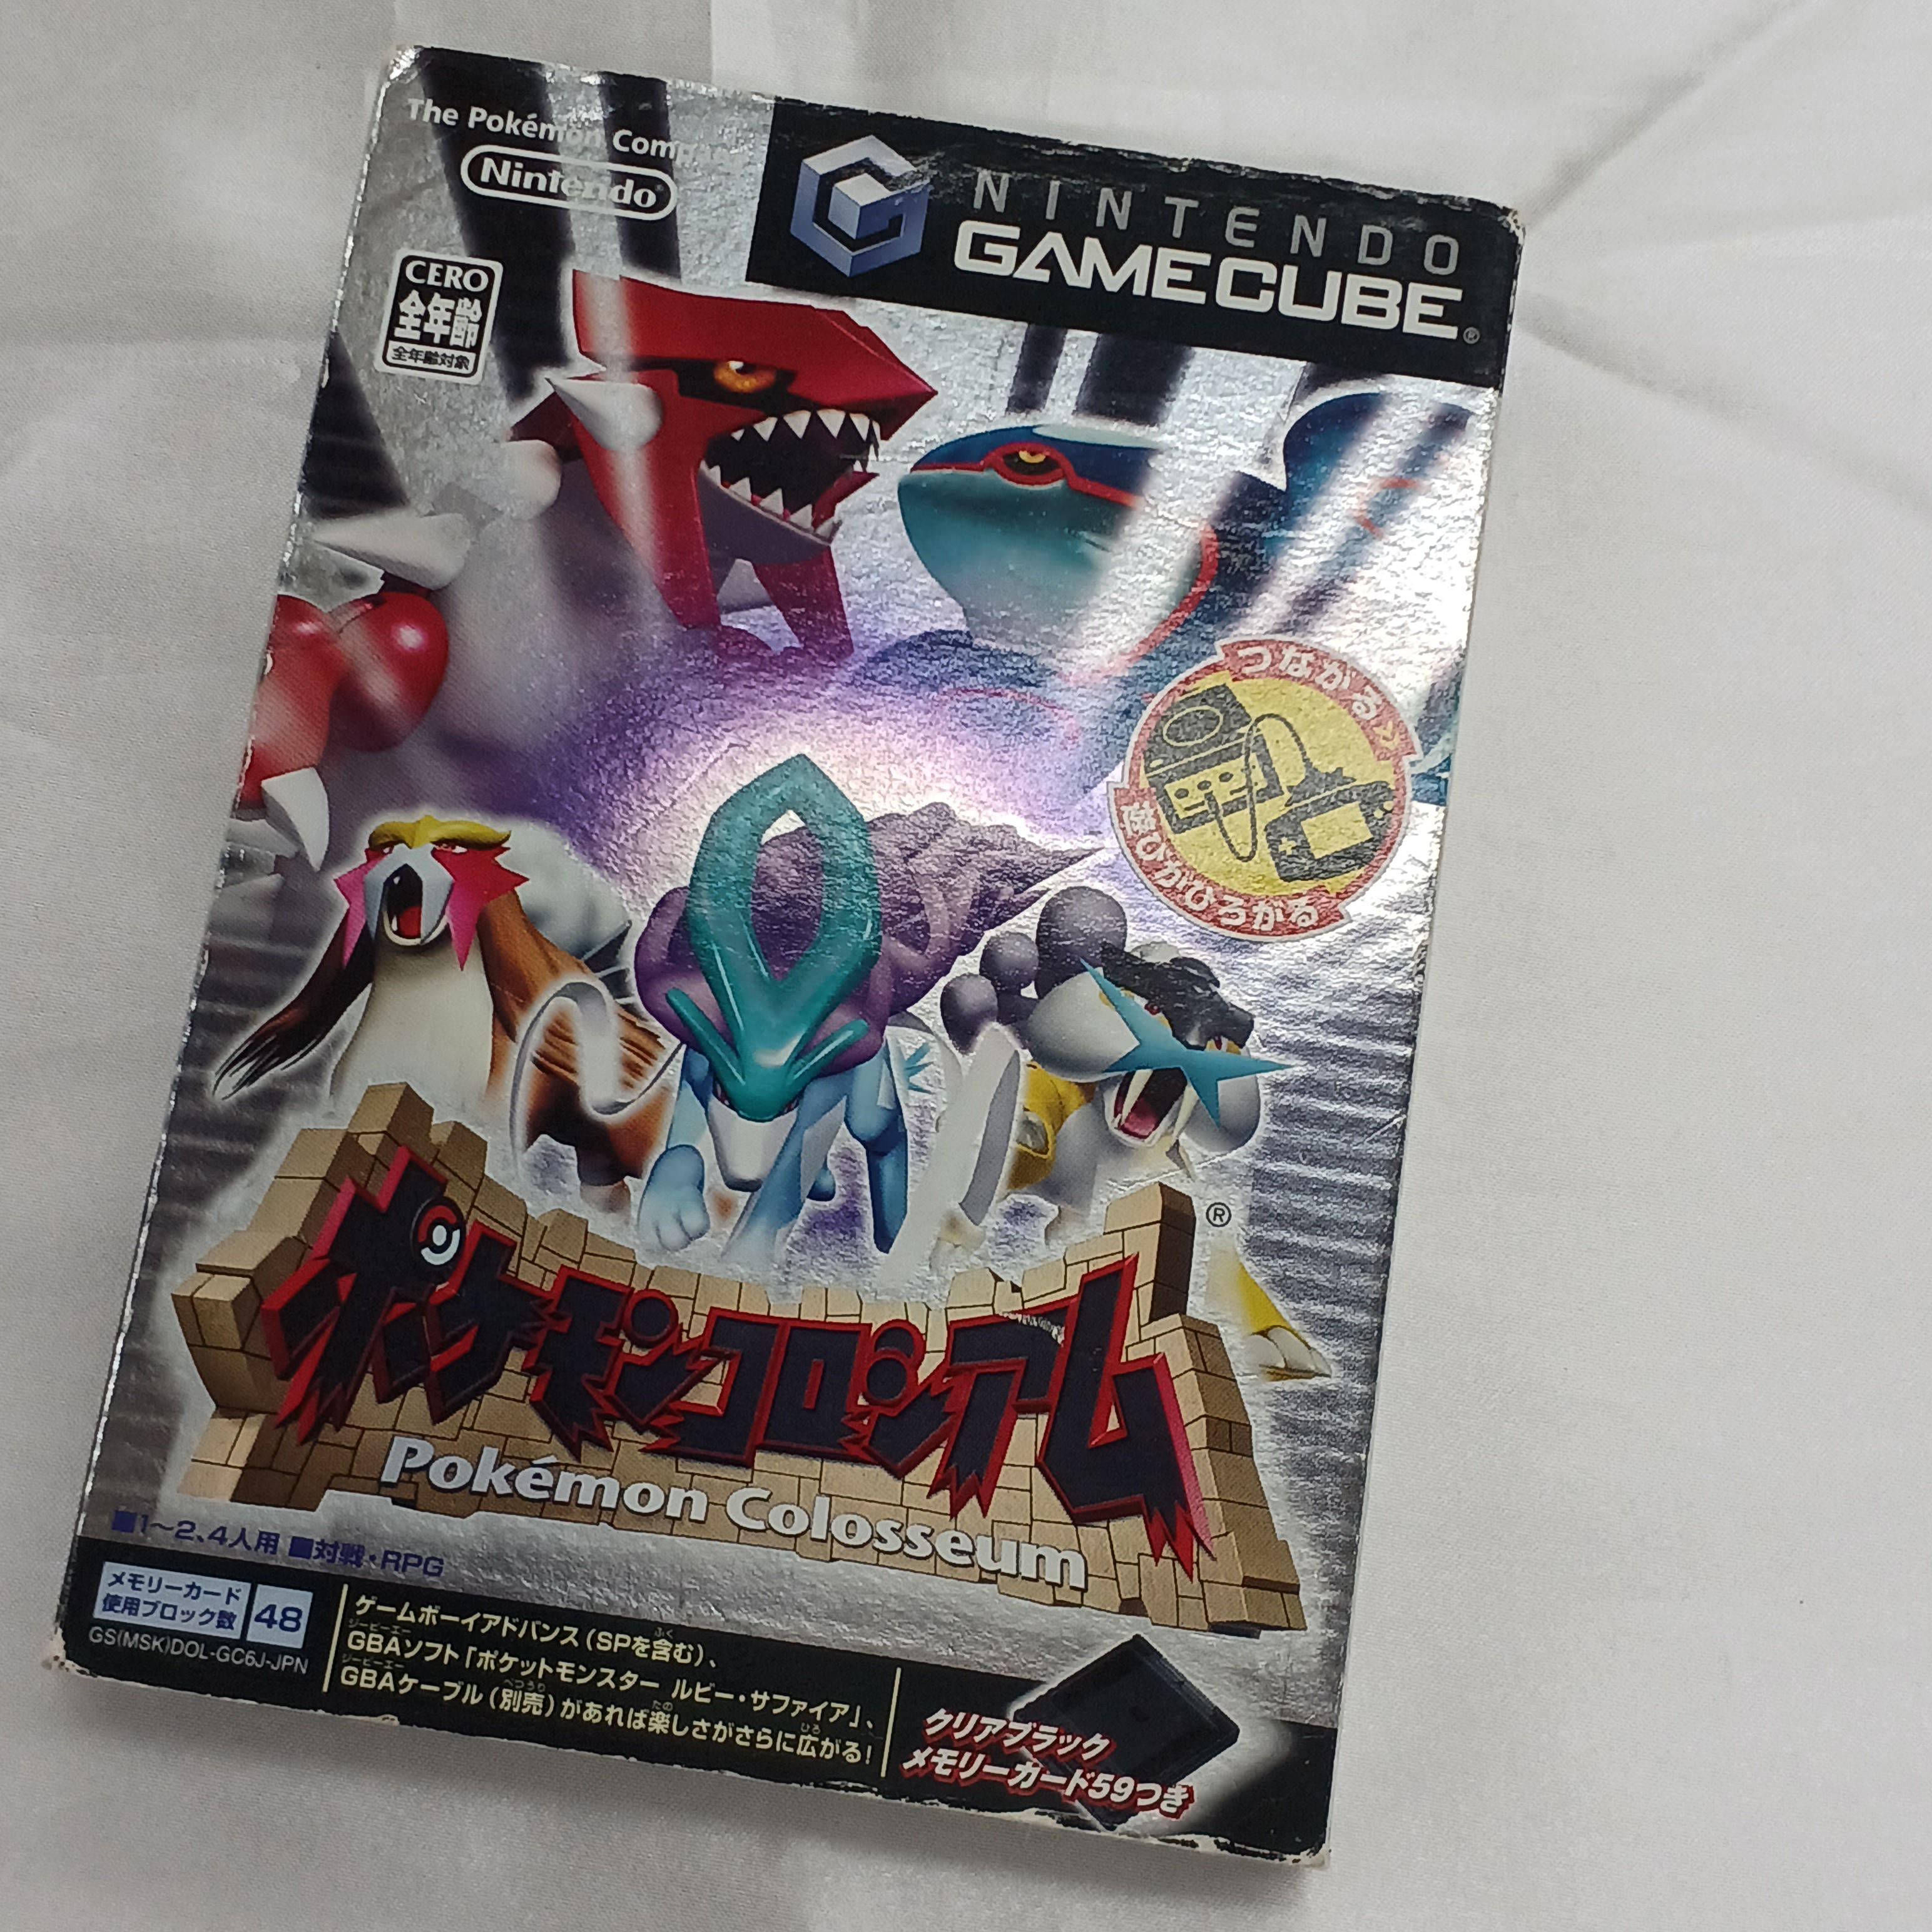 The Pokémon Company
Nintendo
NINTENDO
GAMECUBE®
CERO
全年齢
全年齢対象
つながる>>
遊びがひろがる
®
ポケモンコロシアム
Pokémon Colosseum
■1～2、4人用 ■対戦・RPG
メモリーカード
使用ブロック数 48
GS(MSK)DOL-GC6J-JPN
ゲームボーイアドバンス（SPを含む）、
GBAソフト「ポケットモンスター ルビー・サファイア」、
GBAケーブル（別売）があれば楽しさがさらに広がる！
クリアブラック
メモリーカード59つき